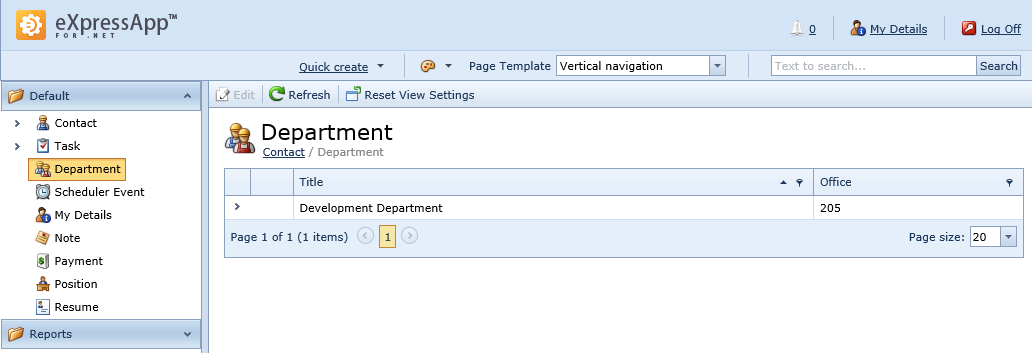 eXpressApp™
FOR .NET
0 My Details Log Off
Quick create Page Template Vertical navigation Text to search... Search
Default
Contact
Task
Department
Scheduler Event
My Details
Note
Payment
Position
Resume
Reports
Edit Refresh Reset View Settings
Department
Contact / Department
Title Office
Development Department 205
Page 1 of 1 (1 items) 1 Page size: 20